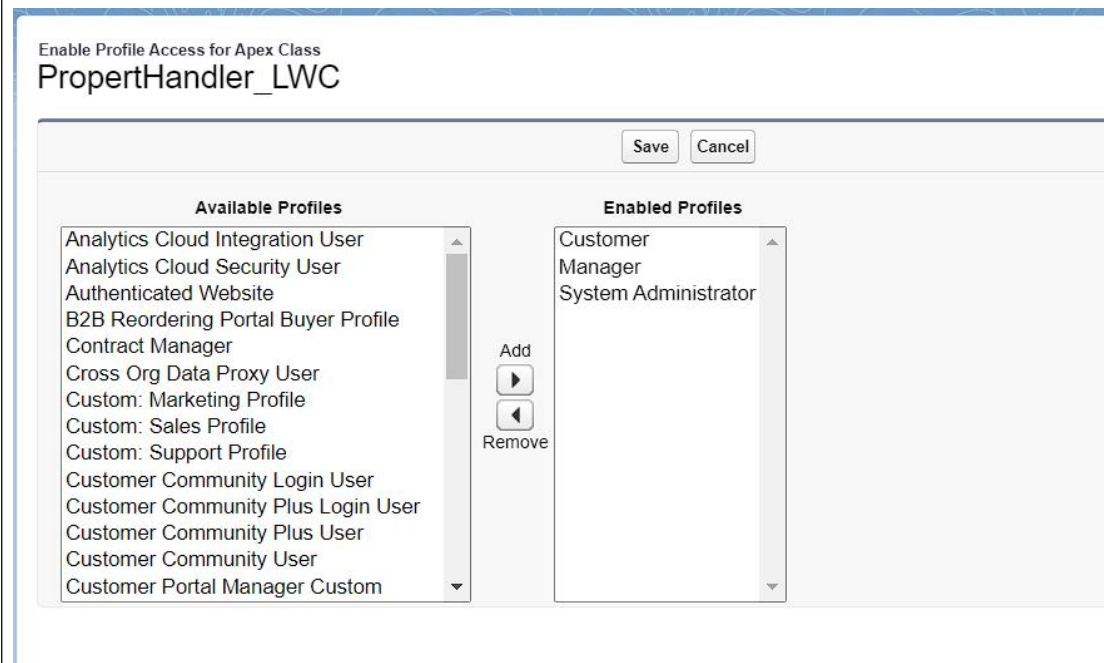 Enable Profile Access for Apex Class
PropertHandler_LWC
Save Cancel
Available Profiles
Analytics Cloud Integration User
Analytics Cloud Security User
Authenticated Website
B2B Reordering Portal Buyer Profile
Contract Manager
Cross Org Data Proxy User
Custom: Marketing Profile
Custom: Sales Profile
Custom: Support Profile
Customer Community Login User
Customer Community Plus Login User
Customer Community Plus User
Customer Community User
Customer Portal Manager Custom
Add
Remove
Enabled Profiles
Customer
Manager
System Administrator